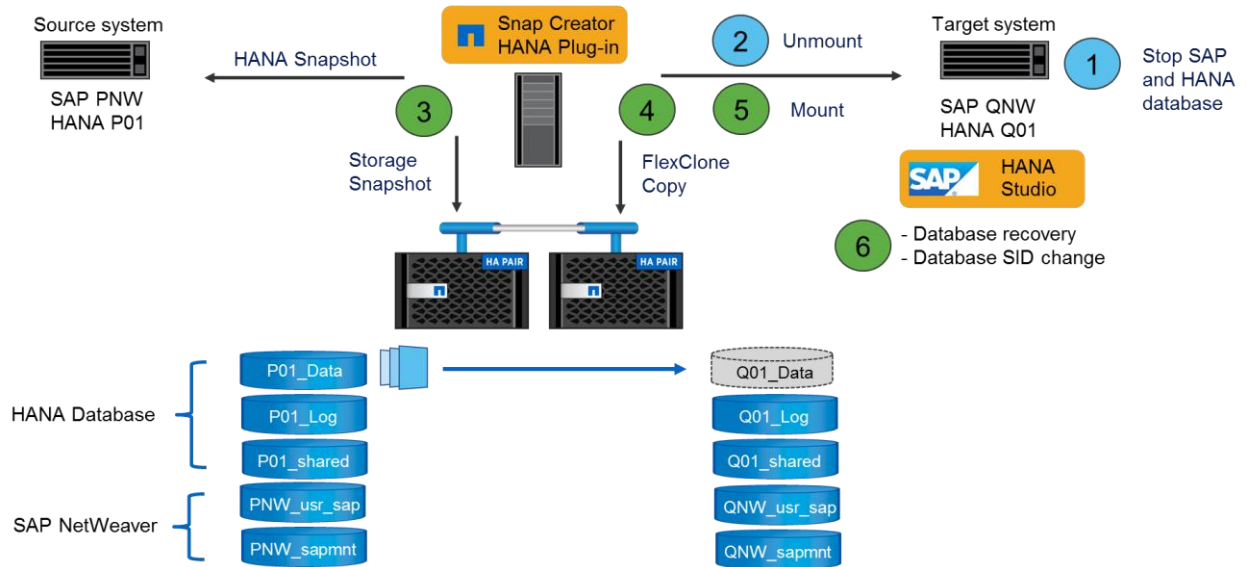 Source system
SAP PNW
HANA P01
HANA Snapshot
Snap Creator
HANA Plug-in
3
Storage
Snapshot
4
FlexClone
Copy
2
Unmount
5
Mount
Target system
SAP QNW
HANA Q01
1
Stop SAP
and HANA
database
SAP
HANA
Studio
6
- Database recovery
- Database SID change
HA PAIR
HA PAIR
HANA Database
SAP NetWeaver
P01_Data
P01_Log
P01_shared
PNW_usr_sap
PNW_sapmnt
Q01_Data
Q01_Log
Q01_shared
QNW_usr_sap
QNW_sapmnt